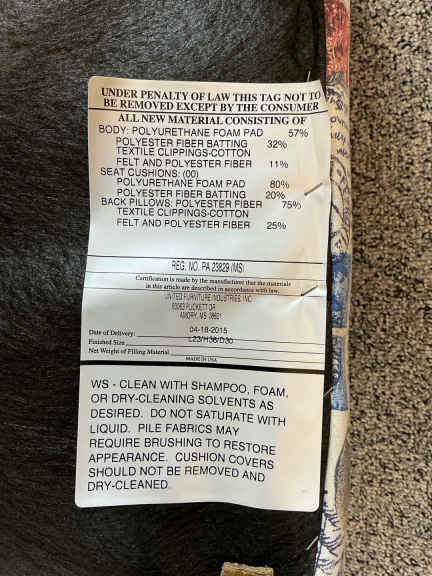 UNDER PENALTY OF LAW THIS TAG NOT TO
BE REMOVED EXCEPT BY THE CONSUMER
ALL NEW MATERIAL CONSISTING OF
BODY: POLYURETHANE FOAM PAD 57%
POLYESTER FIBER BATTING 32%
TEXTILE CLIPPINGS-COTTON
FELT AND POLYESTER FIBER 11%
SEAT CUSHIONS: (00)
POLYURETHANE FOAM PAD 80%
POLYESTER FIBER BATTING 20%
BACK PILLOWS: POLYESTER FIBER 75%
TEXTILE CLIPPINGS-COTTON
FELT AND POLYESTER FIBER 25%
REG. NO. PA 23829 (MS)
Certification is made by the manufacturer that the materials
in this article are described in accordance with law.
UNITED FURNITURE INDUSTRIES, INC
PUCKETT DR
AMORY, MS 38801
Date of Delivery: 04-18-2015
Finished Size L23/H36/D30
Net Weight of Filling Material
MADE IN USA
WS - CLEAN WITH SHAMPOO, FOAM,
OR DRY-CLEANING SOLVENTS AS
DESIRED. DO NOT SATURATE WITH
LIQUID. PILE FABRICS MAY
REQUIRE BRUSHING TO RESTORE
APPEARANCE. CUSHION COVERS
SHOULD NOT BE REMOVED AND
DRY-CLEANED.